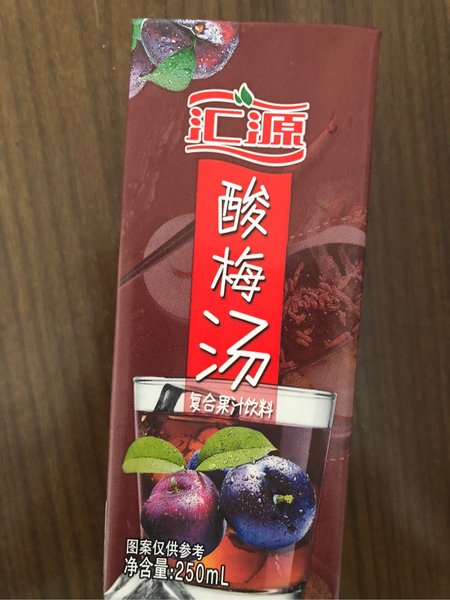 汇源
酸梅汤
复合果汁饮料
图案仅供参考
净含量:250mL